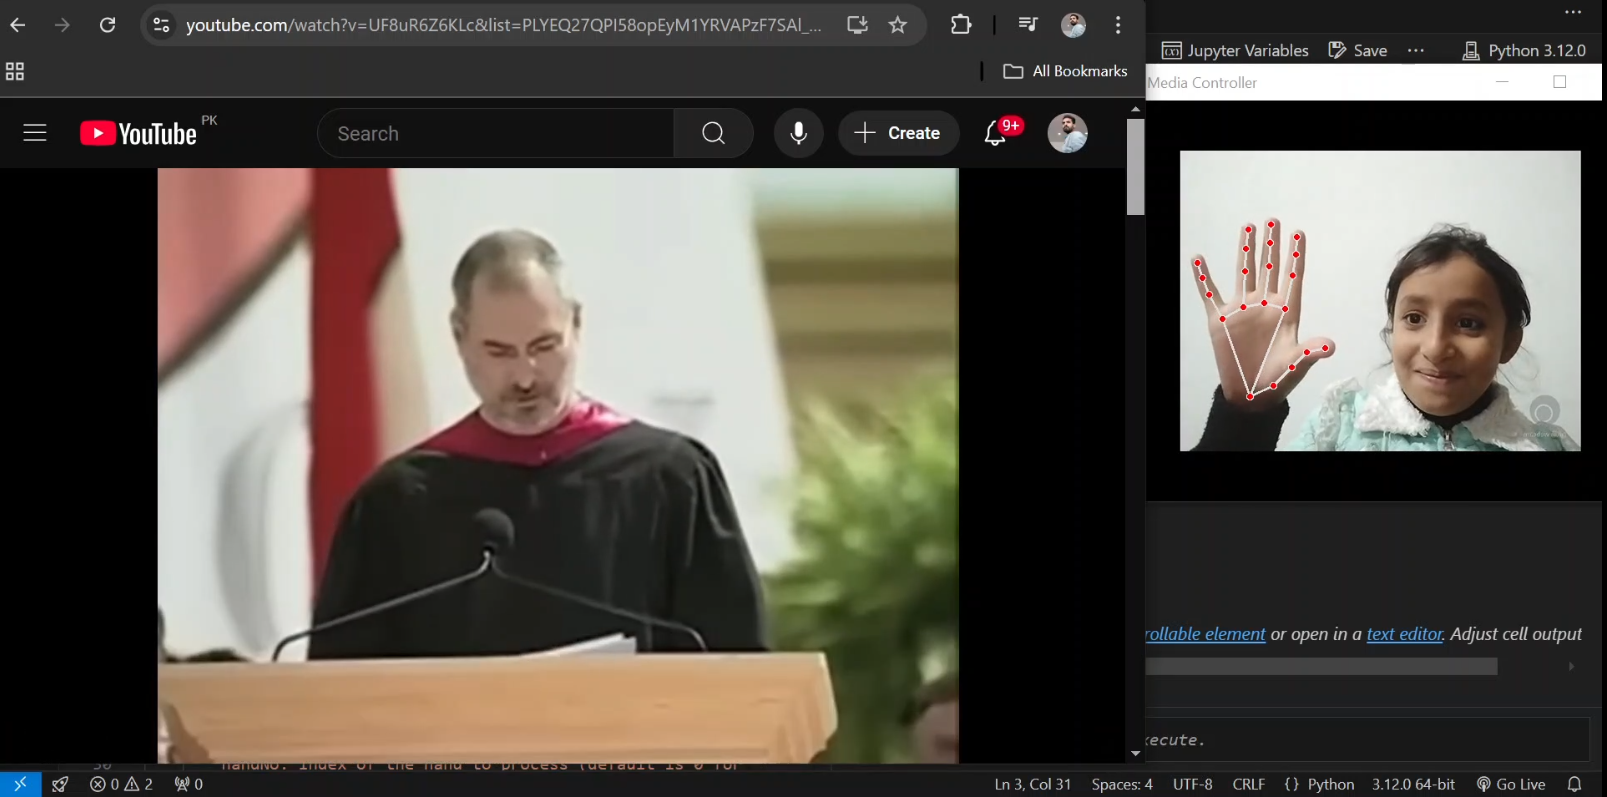 youtube.com/watch?v=UF8uR6Z6KLc&list=PLYEQ27QPI58opEyM1YRVAPzF7SAl_...
All Bookmarks
YouTube PK
Search
Create
9+
Jupyter Variables Save Python 3.12.0
Media Controller
rollable element or open in a text editor. Adjust cell output
xecute.
handNo: Index of the hand to process (default is 0 for
0 2 0
Ln 3, Col 31 Spaces: 4 UTF-8 CRLF {} Python 3.12.0 64-bit Go Live